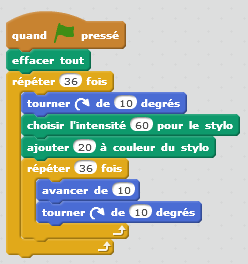 quand pressé
effacer tout
répéter 36 fois
tourner de 10 degrés
choisir l'intensité 60 pour le stylo
ajouter 20 à couleur du stylo
répéter 36 fois
avancer de 10
tourner de 10 degrés